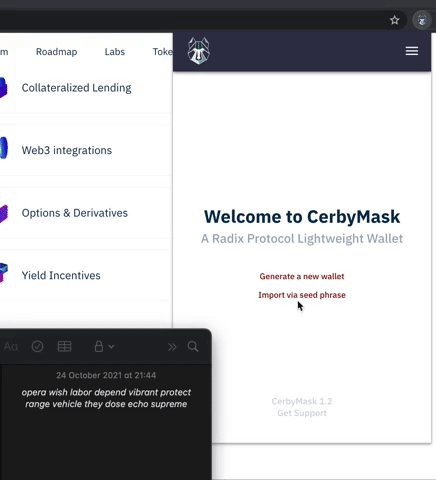 m Roadmap Labs Toke
Collateralized Lending
Web3 integrations
Options & Derivatives
Yield Incentives
Welcome to CerbyMask
A Radix Protocol Lightweight Wallet
Generate a new wallet
Import via seed phrase
CerbyMask 1.2
Get Support
Aa
24 October 2021 at 21:44
opera wish labor depend vibrant protect
range vehicle they dose echo supreme